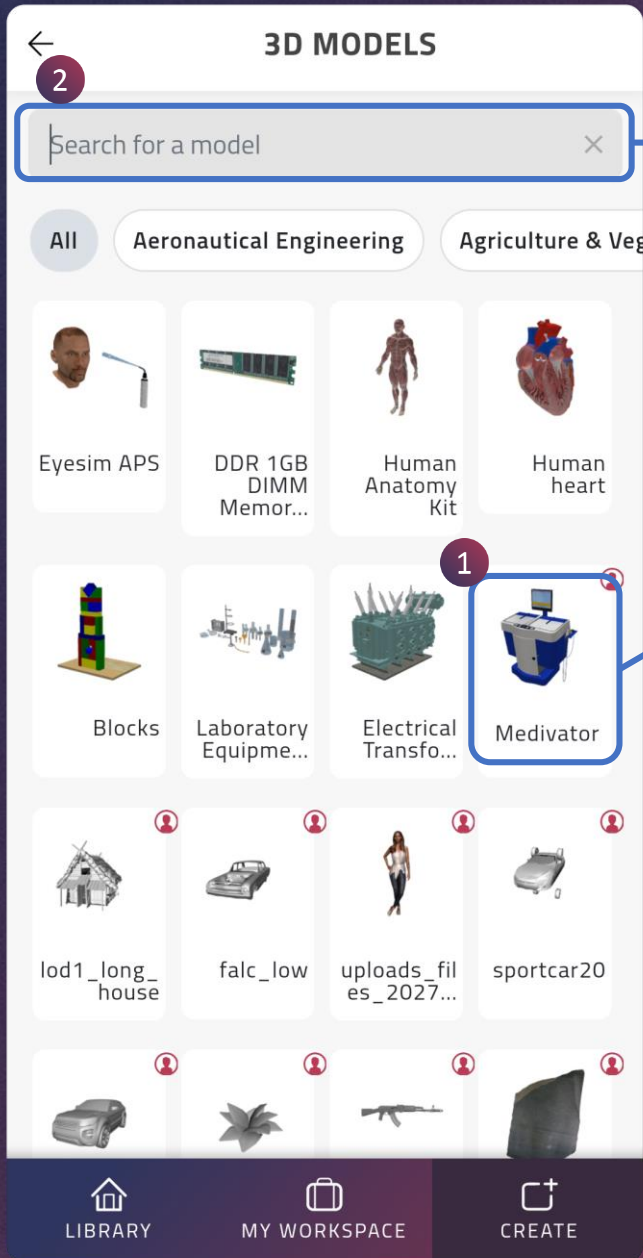 3D MODELS
2
Search for a model
All
Aeronautical Engineering
Agriculture & Veg
Eyesim APS
DDR 1GB
DIMM
Memor...
Human
Anatomy
Kit
Human
heart
1
Blocks
Laboratory
Equipme...
Electrical
Transfo...
Medivator
lod1_long_
house
falc_low
uploads_fil
es_2027...
sportcar20
LIBRARY
MY WORKSPACE
CREATE